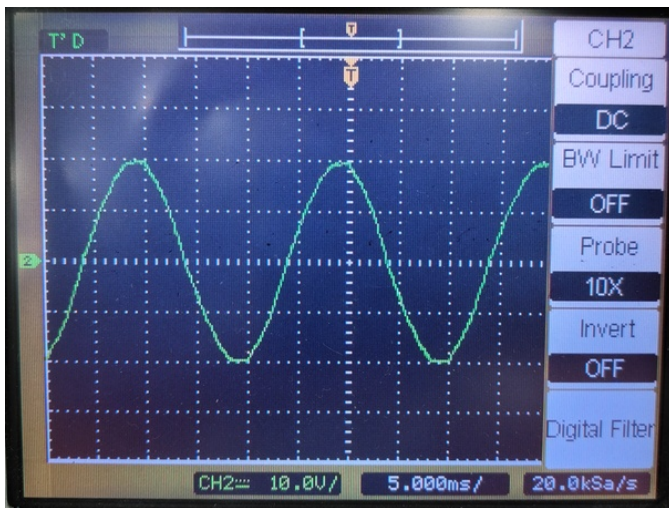 T' D
T
CH2
T
Coupling
DC
BW Limit
OFF
Probe
2
10X
Invert
OFF
Digital Filter
CH2 10.0V/ 5.000ms/ 20.0kSa/s